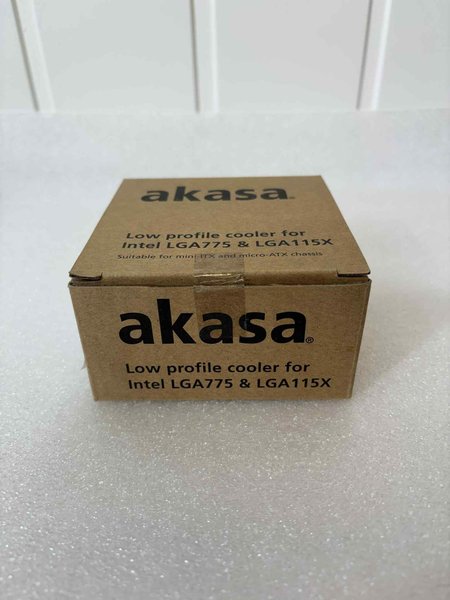 akasa
Low profile cooler for
Intel LGA775 & LGA115X
Suitable for mini-ITX and micro-ATX chassis
akasa®
Low profile cooler for
Intel LGA775 & LGA115X